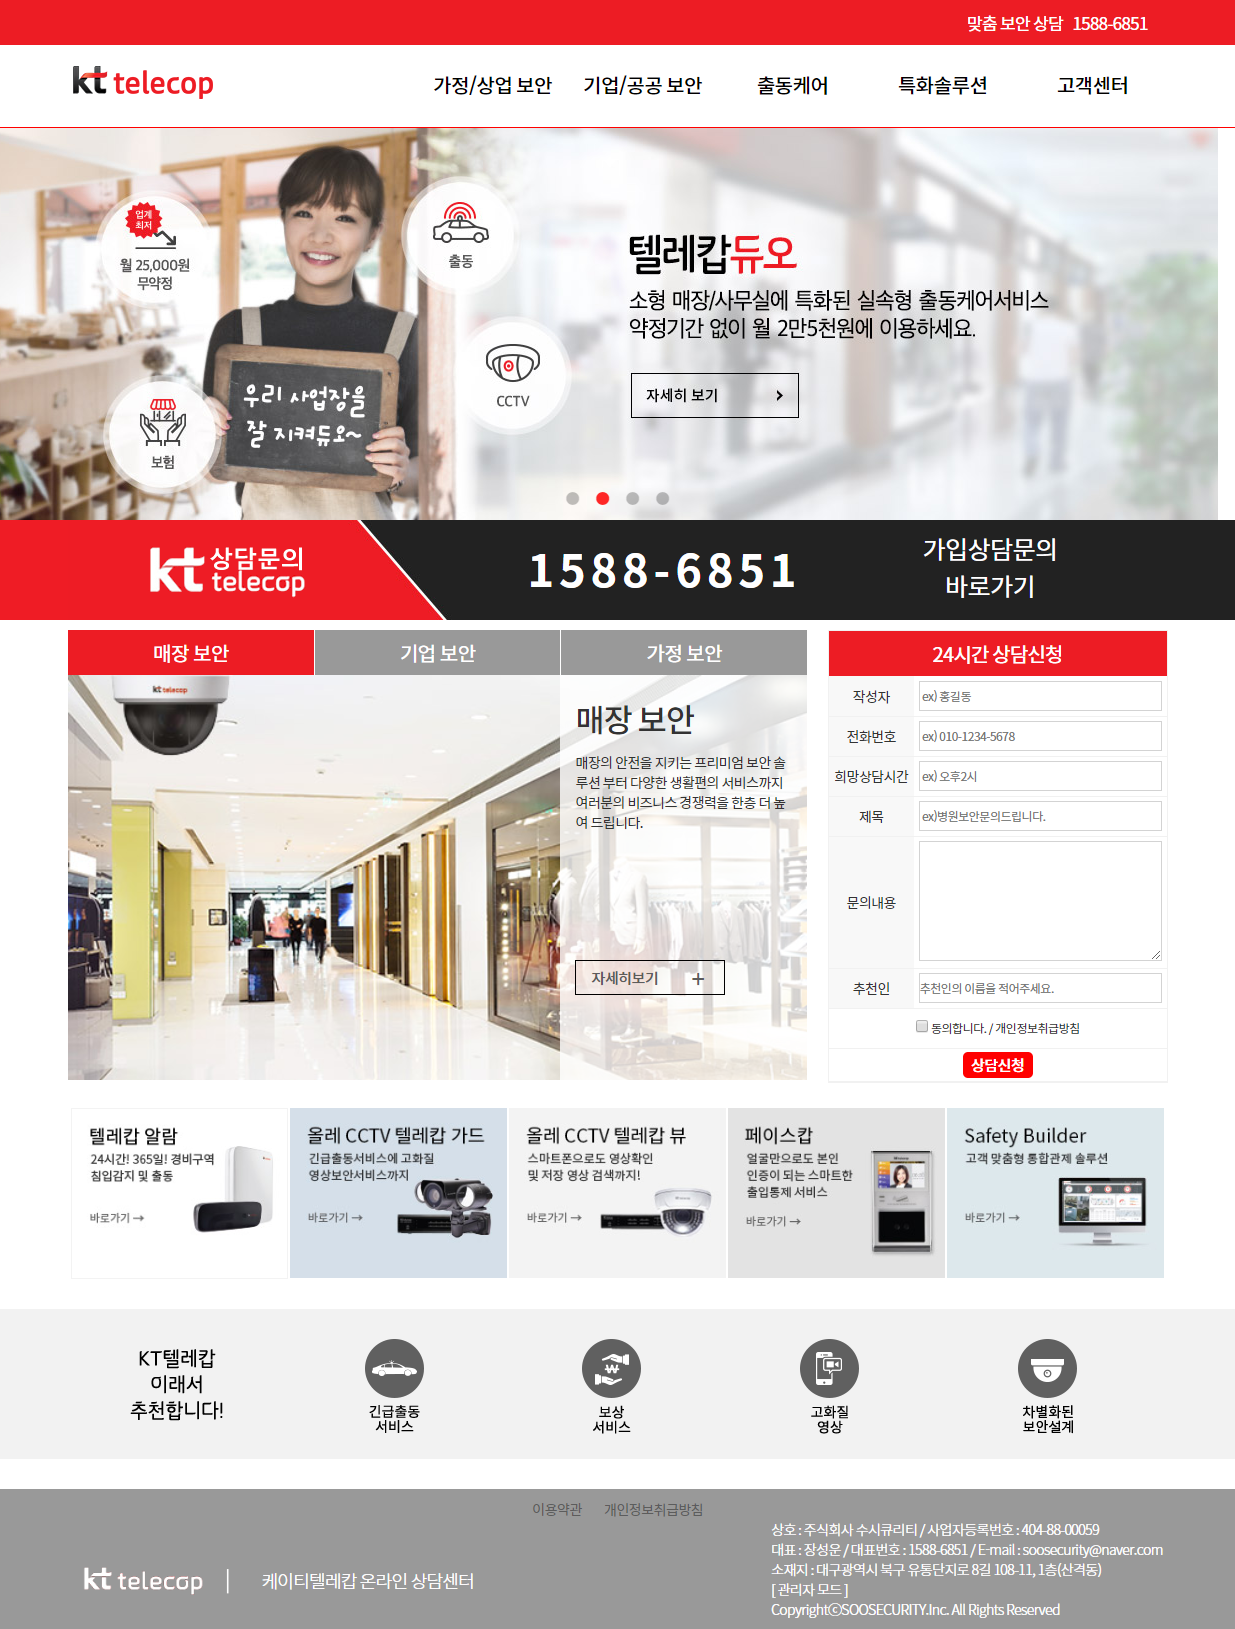 맞춤 보안 상담 1588-6851
kt telecop
가정/상업 보안 기업/공공 보안 출동케어 특화솔루션 고객센터
업계
최저
월 25,000원
무약정
출동
CCTV
보험
우리 사업장을
잘 지켜듀오~
텔레캅듀오
소형 매장/사무실에 특화된 실속형 출동케어서비스
약정기간 없이 월 2만5천원에 이용하세요.
자세히 보기
kt 상담문의
telecop
1588-6851
가입상담문의
바로가기
매장 보안 기업 보안 가정 보안
kt telecop
매장 보안
매장의 안전을 지키는 프리미엄 보안 솔
루션 부터 다양한 생활편의 서비스까지
여러분의 비즈니스 경쟁력을 한층 더 높
여 드립니다.
자세히보기 +
24시간 상담신청
작성자 ex) 홍길동
전화번호 ex) 010-1234-5678
희망상담시간 ex) 오후2시
제목 ex)병원보안문의드립니다.
문의내용
추천인 추천인의 이름을 적어주세요.
동의합니다. / 개인정보취급방침
상담신청
텔레캅 알람
24시간! 365일! 경비구역
침입감지 및 출동
바로가기 →
올레 CCTV 텔레캅 가드
긴급출동서비스에 고화질
영상보안서비스까지
바로가기 →
올레 CCTV 텔레캅 뷰
스마트폰으로도 영상확인
및 저장 영상 검색까지!
바로가기 →
페이스캅
얼굴만으로도 본인
인증이 되는 스마트한
출입통제 서비스
바로가기 →
Safety Builder
고객 맞춤형 통합관제 솔루션
바로가기 →
KT텔레캅
이래서
추천합니다!
긴급출동
서비스
보상
서비스
고화질
영상
차별화된
보안설계
이용약관 개인정보취급방침
kt telecop | 케이티텔레캅 온라인 상담센터
상호 : 주식회사 수시큐리티 / 사업자등록번호 : 404-88-00059
대표 : 장성운 / 대표번호 : 1588-6851 / E-mail : soosecurity@naver.com
소재지 : 대구광역시 북구 유통단지로 8길 108-11, 1층(산격동)
[ 관리자 모드 ]
CopyrightⓒSOOSECURITY.Inc. All Rights Reserved